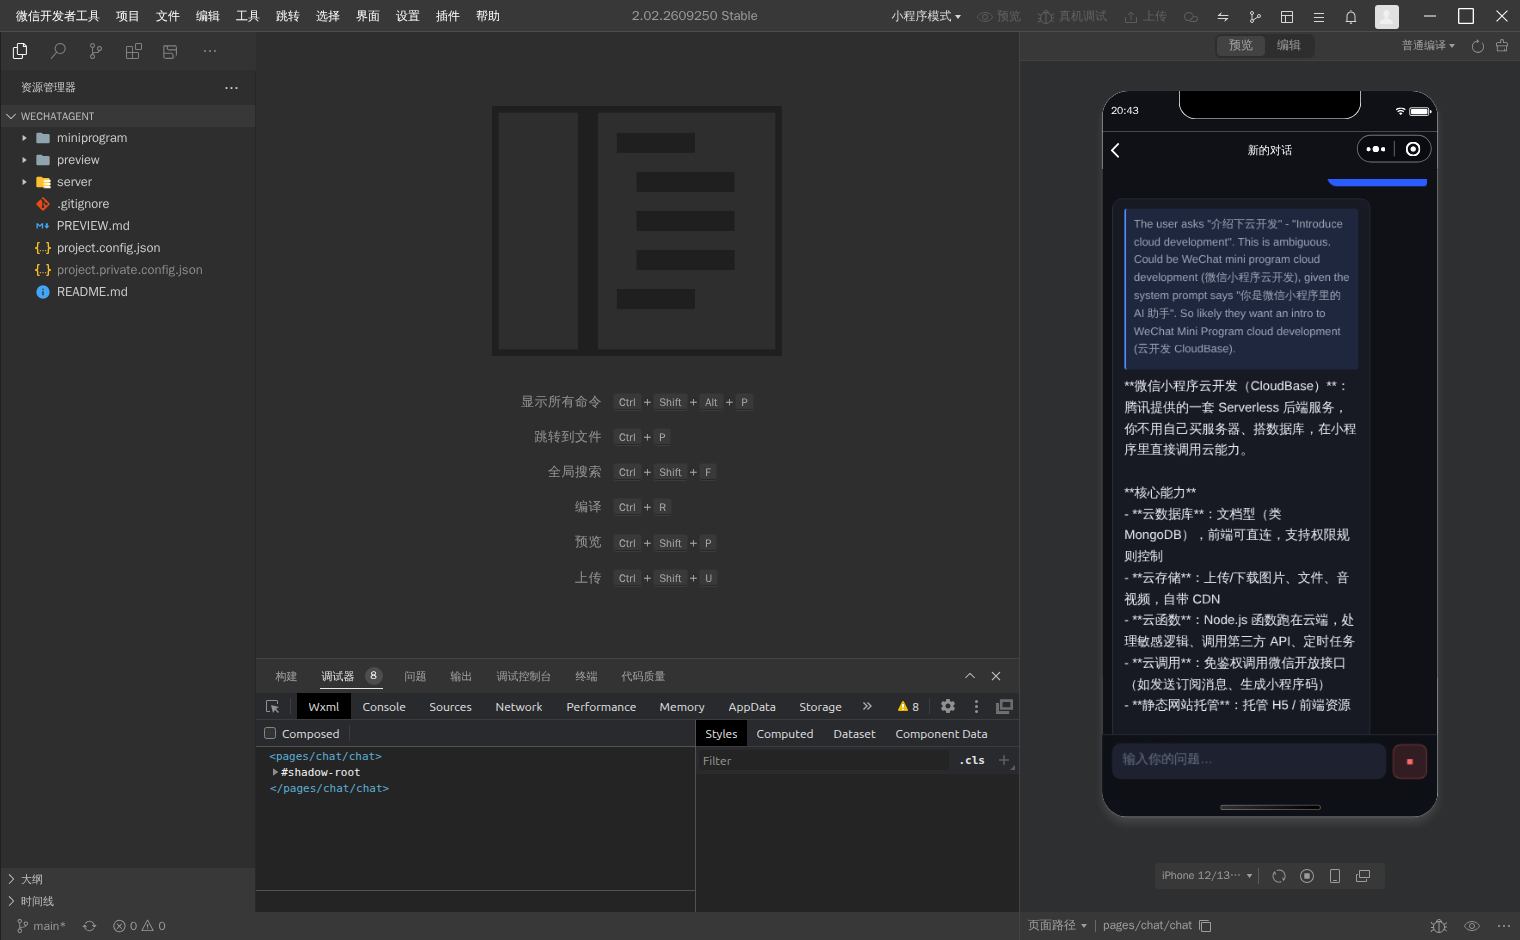 微信开发者工具 项目 文件 编辑 工具 跳转 选择 界面 设置 插件 帮助 2.02.2609250 Stable 小程序模式 预览 真机调试 上传
预览 编辑 普通编译
资源管理器
WECHATAGENT
miniprogram
preview
server
.gitignore
PREVIEW.md
project.config.json
project.private.config.json
README.md
大纲
时间线
main* 0 0
显示所有命令 Ctrl + Shift + Alt + P
跳转到文件 Ctrl + P
全局搜索 Ctrl + Shift + F
编译 Ctrl + R
预览 Ctrl + Shift + P
上传 Ctrl + Shift + U
构建 调试器 8 问题 输出 调试控制台 终端 代码质量
Wxml Console Sources Network Performance Memory AppData Storage » 8
Composed
<pages/chat/chat>
#shadow-root
</pages/chat/chat>
Styles Computed Dataset Component Data
Filter .cls
20:43
新的对话
The user asks "介绍下云开发" - "Introduce
cloud development". This is ambiguous.
Could be WeChat mini program cloud
development (微信小程序云开发), given the
system prompt says "你是微信小程序里的
AI 助手". So likely they want an intro to
WeChat Mini Program cloud development
(云开发 CloudBase).
**微信小程序云开发（CloudBase）**：
腾讯提供的一套 Serverless 后端服务，
你不用自己买服务器、搭数据库，在小程
序里直接调用云能力。
**核心能力**
- **云数据库**：文档型（类
MongoDB），前端可直连，支持权限规
则控制
- **云存储**：上传/下载图片、文件、音
视频，自带 CDN
- **云函数**：Node.js 函数跑在云端，处
理敏感逻辑、调用第三方 API、定时任务
- **云调用**：免鉴权调用微信开放接口
（如发送订阅消息、生成小程序码）
- **静态网站托管**：托管 H5 / 前端资源
输入你的问题...
iPhone 12/13···
页面路径 pages/chat/chat